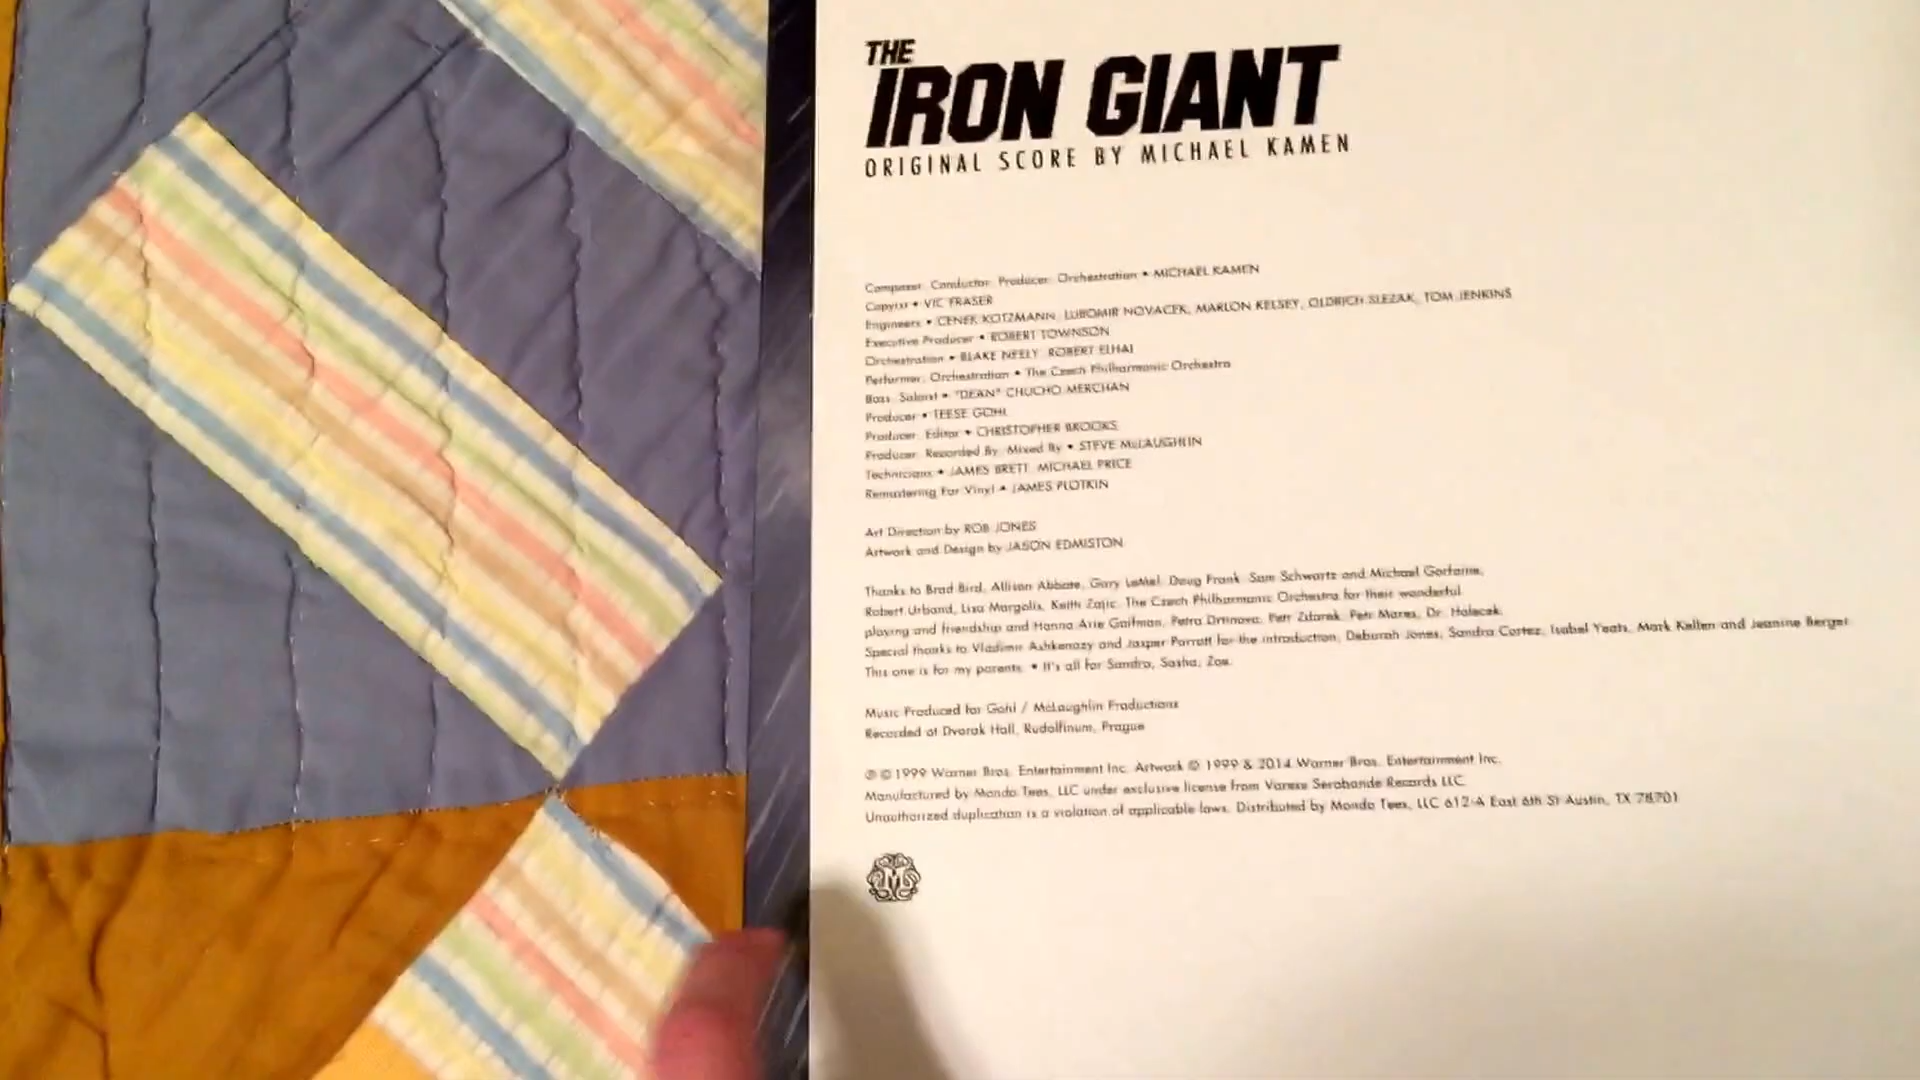 THE
IRON GIANT
ORIGINAL SCORE BY MICHAEL KAMEN
Composer Conductor Producer Orchestration • MICHAEL KAMEN
Copyist • VIC FRASER
Engineers • CENEK KOTZMANN, LUBOMIR NOVACEK, MARLON KELSEY, OLDRICH SLEZAK, TOM JENKINS
Executive Producer • ROBERT TOWNSON
Orchestration • BLAKE NEELY ROBERT ELHAI
Performer, Orchestration • The Czech Philharmonic Orchestra
Bass Soloist • "DEAN" CHUCHO MERCHAN
Producer • TEESE GOHL
Producer, Editor • CHRISTOPHER BROOKS
Producer Recorded By Mixed By • STEVE McLAUGHLIN
Technicians • JAMES BRETT MICHAEL PRICE
Remastering For Vinyl • JAMES PLOTKIN
Art Direction by ROB JONES
Artwork and Design by JASON EDMISTON
Thanks to Brad Bird, Allison Abbate, Gary LeMel, Doug Frank, Sam Schwartz and Michael Gorfaine,
Robert Urband, Lisa Margolis, Keith Zajic. The Czech Philharmonic Orchestra for their wonderful
playing and friendship and Hanna Arie Gaifman, Petra Drtinova, Petr Zdarek, Petr Mares, Dr. Holecek.
Special thanks to Vladimir Ashkenazy and Jasper Parrott for the introduction, Deborah Jones, Sandra Cortez, Isabel Yeats, Mark Kellen and Jeanine Berger
This one is for my parents. • It's all for Sandra, Sasha, Zoe.
Music Produced for Gohl / McLaughlin Productions
Recorded at Dvorak Hall, Rudolfinum, Prague
℗ © 1999 Warner Bros. Entertainment Inc. Artwork © 1999 & 2014 Warner Bros. Entertainment Inc.
Manufactured by Mondo Tees, LLC under exclusive license from Varese Sarabande Records LLC
Unauthorized duplication is a violation of applicable laws. Distributed by Mondo Tees, LLC 612-A East 6th St Austin, TX 78701
M